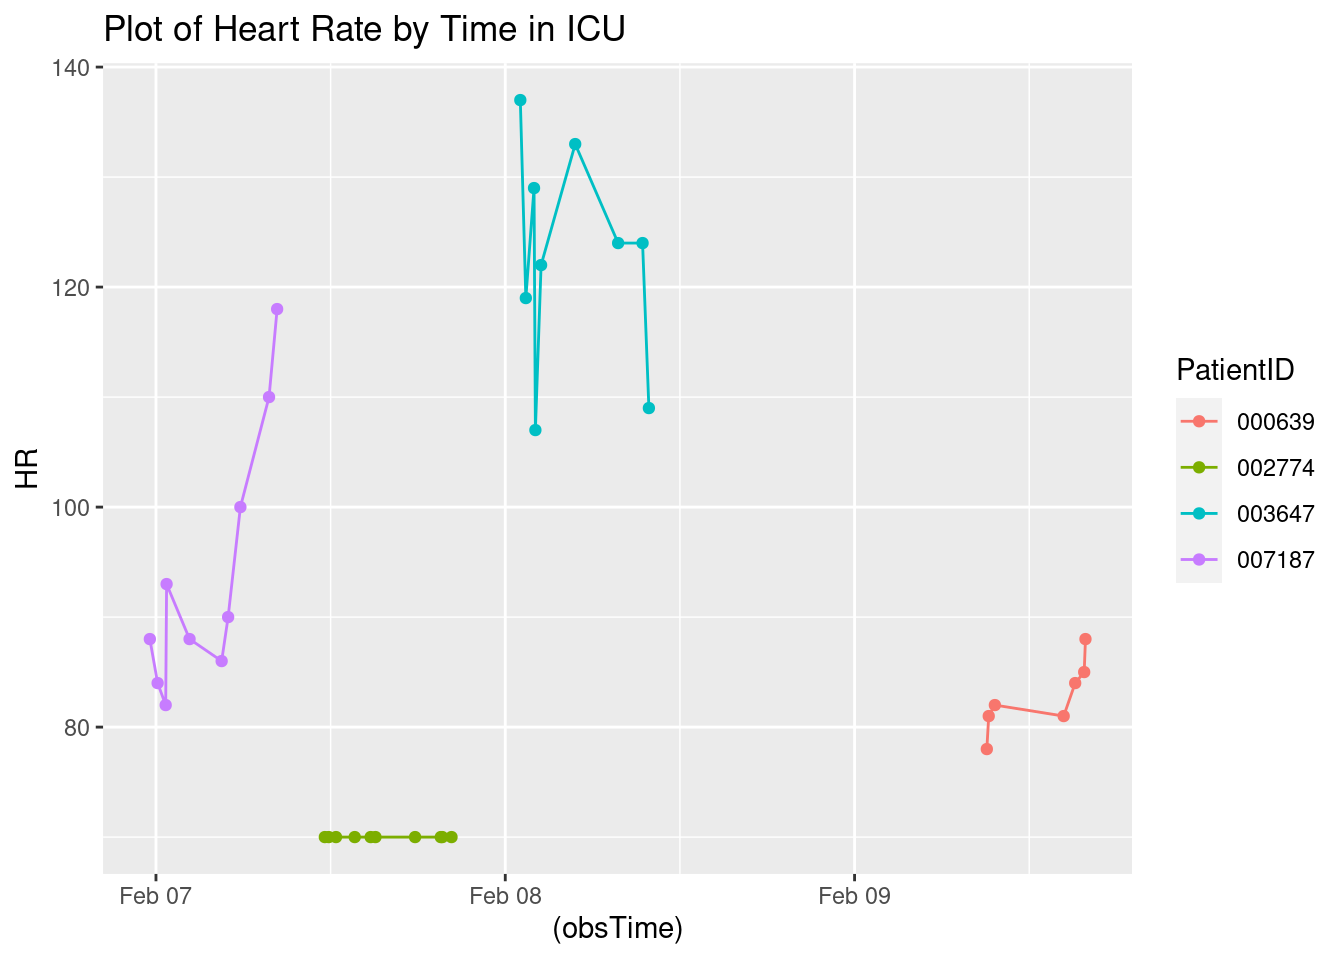 Plot of Heart Rate by Time in ICU
140
120
100
80
HR
Feb 07
Feb 08
Feb 09
(obsTime)
PatientID
000639
002774
003647
007187